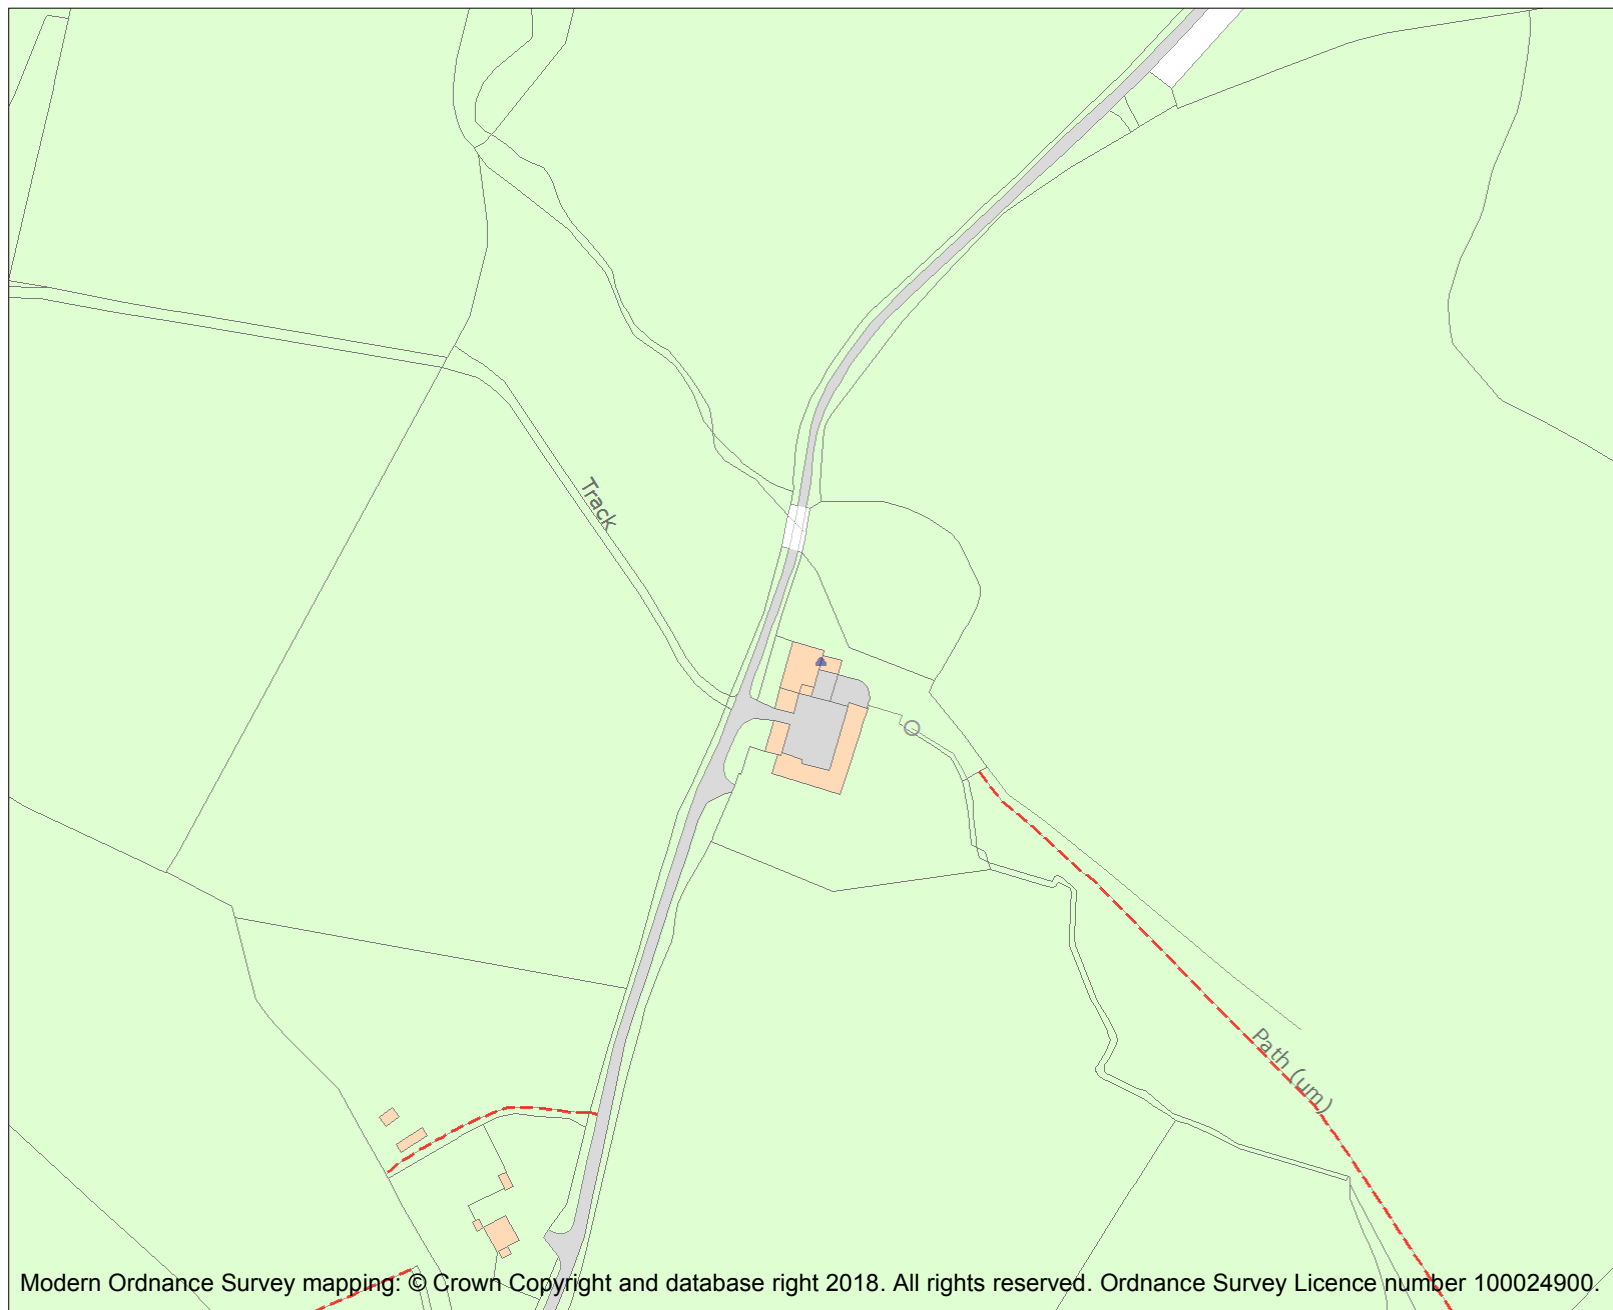 Track
Path (um)
Modern Ordnance Survey mapping: © Crown Copyright and database right 2018. All rights reserved. Ordnance Survey Licence number 100024900.